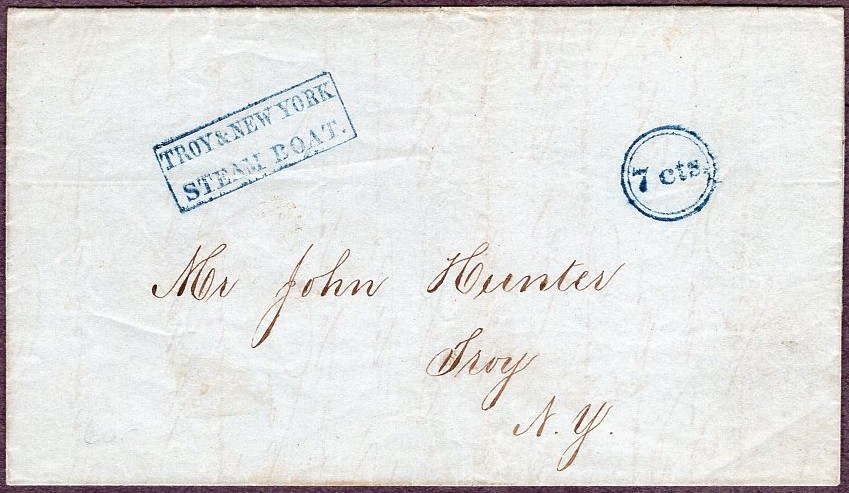 TROY & NEW YORK
STEAM BOAT.
7 cts.
Mr John Hunter
Troy
N. Y.